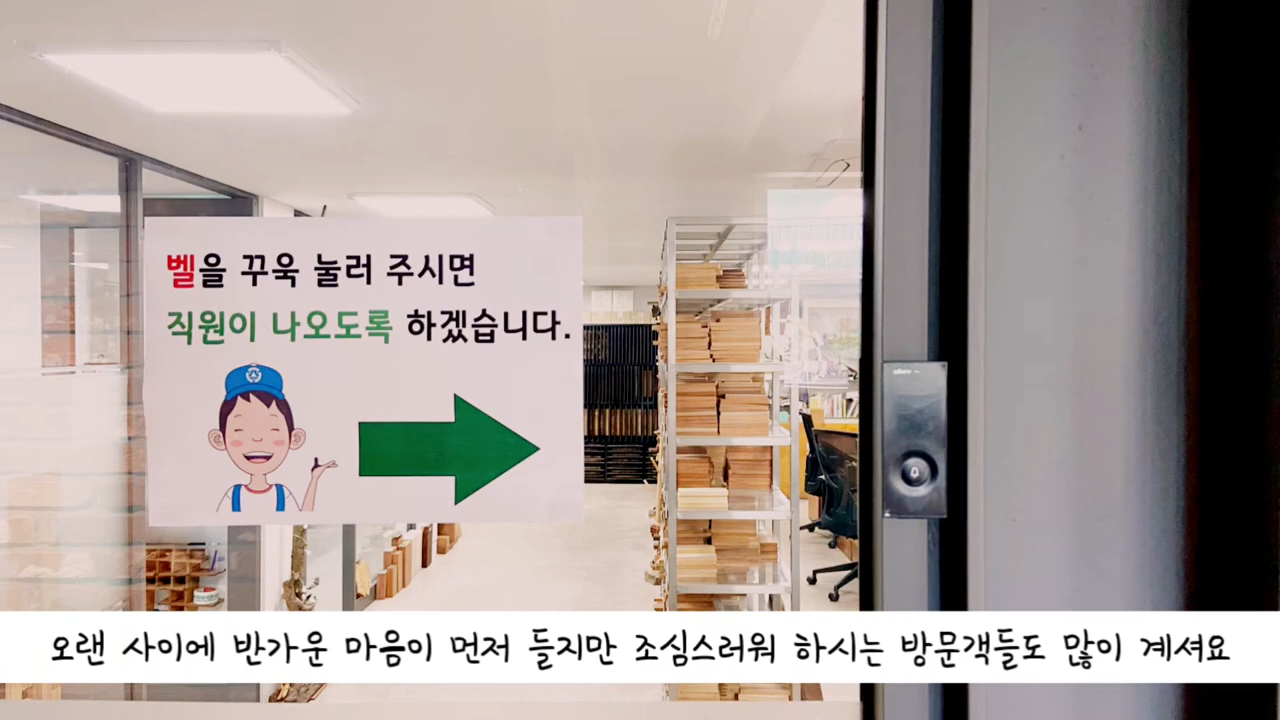 벨을 꾸욱 눌러 주시면
직원이 나오도록 하겠습니다.
오랜 사이에 반가운 마음이 먼저 들지만 조심스러워 하시는 방문객들도 많이 계셔요